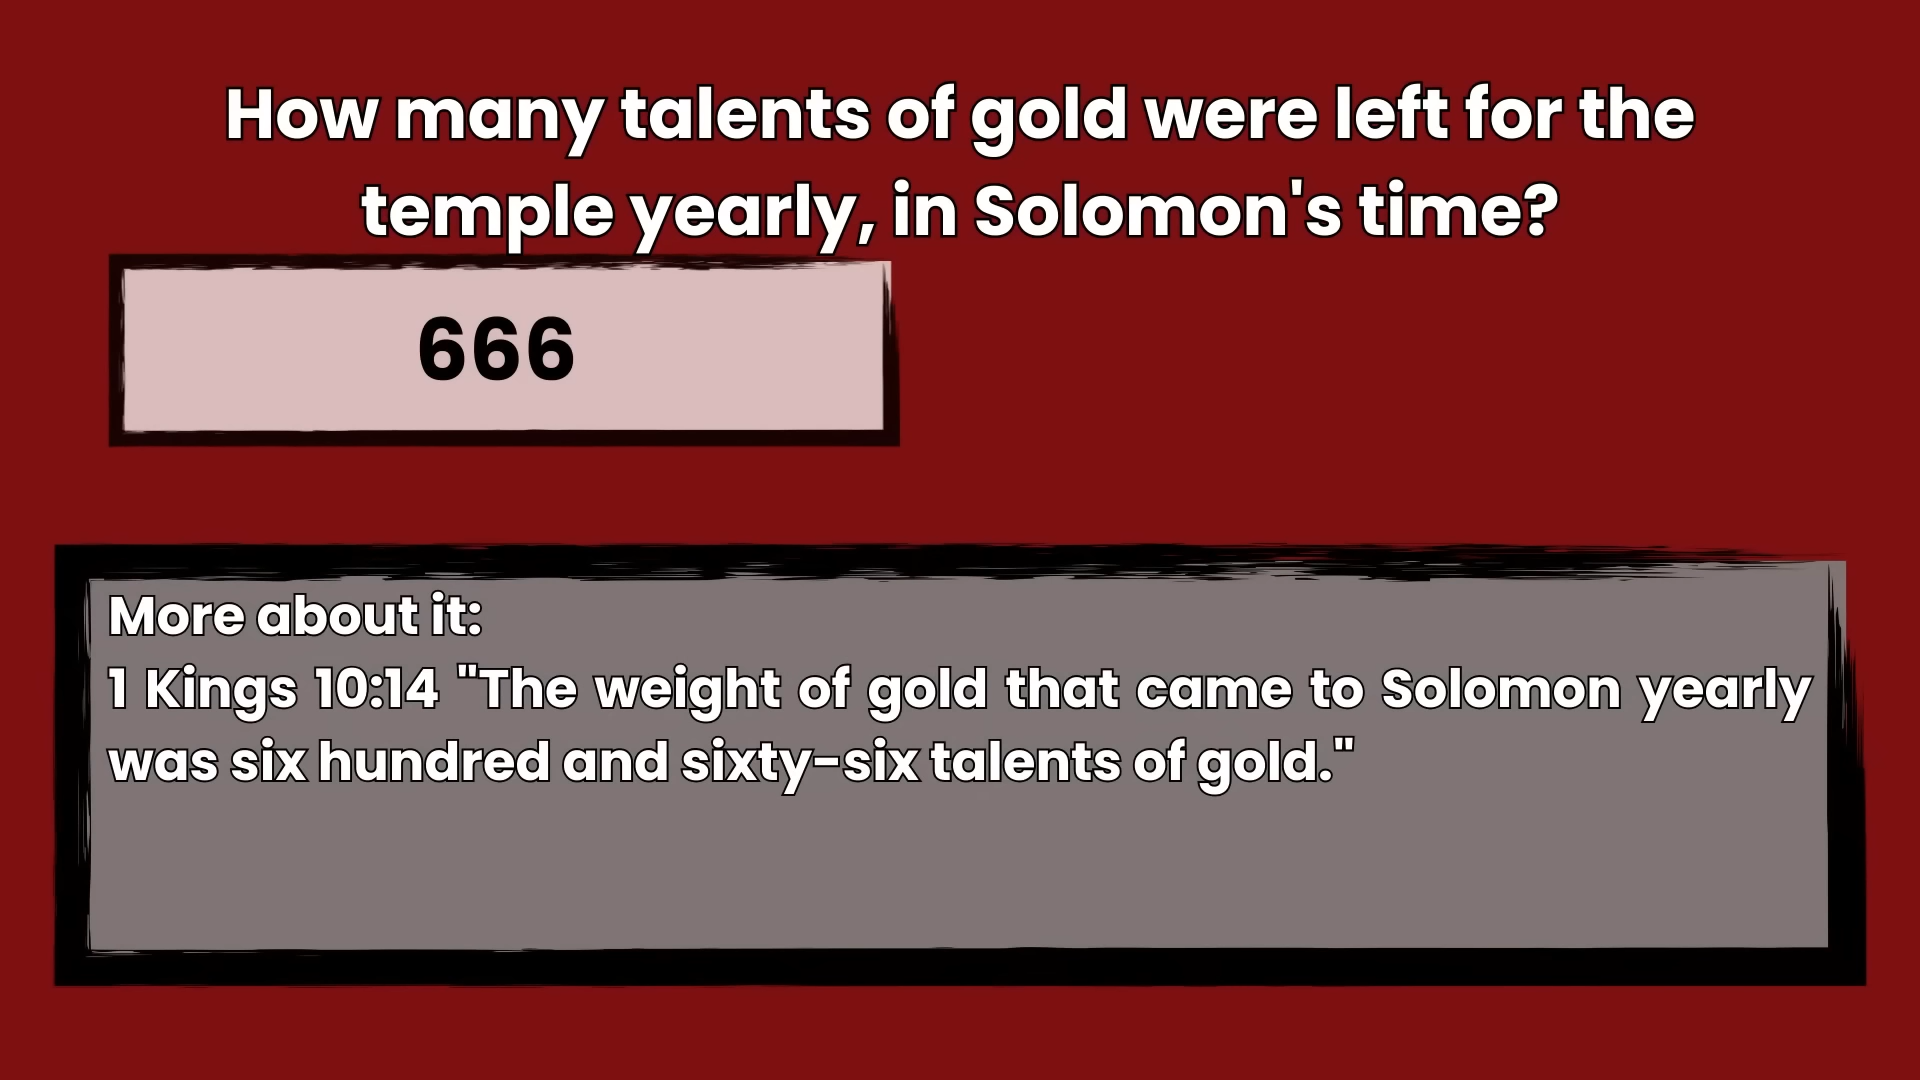 How many talents of gold were left for the
temple yearly, in Solomon's time?
666
More about it:
1 Kings 10:14 "The weight of gold that came to Solomon yearly
was six hundred and sixty-six talents of gold."